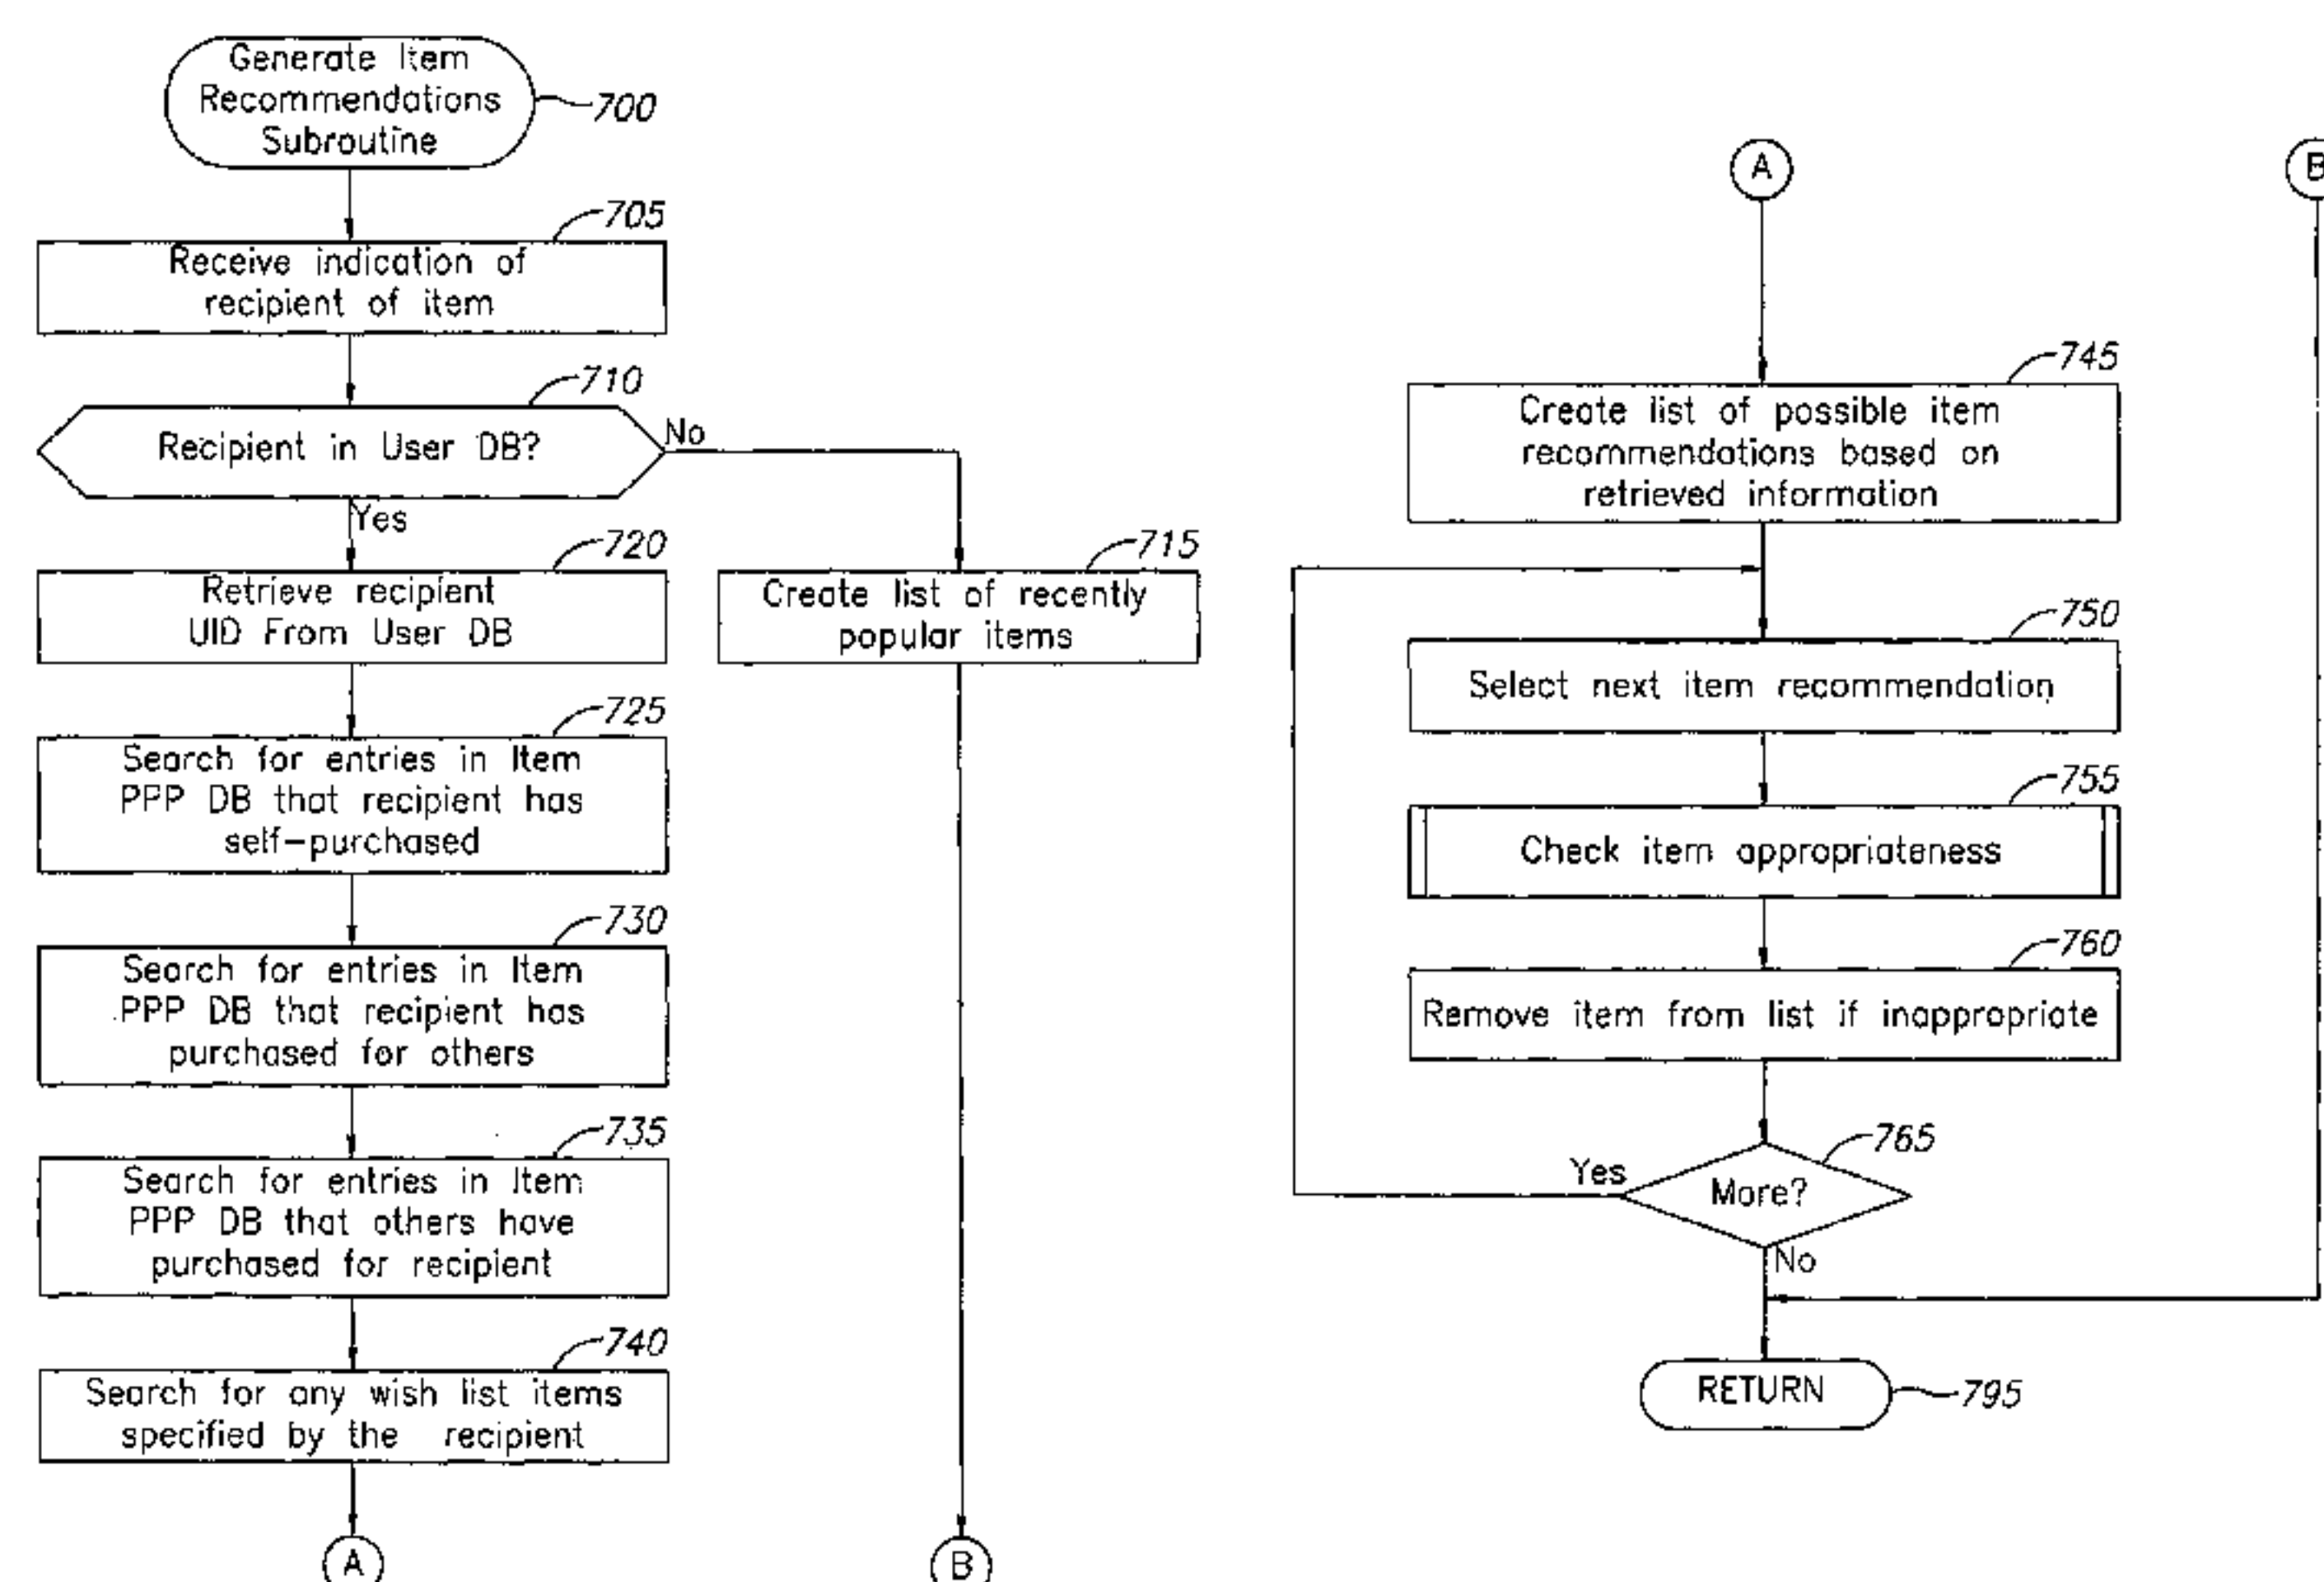 Generate Item
Recommendations
Subroutine
700
705
Receive indication of
recipient of item
710
Recipient in User DB?
No
Yes
720
Retrieve recipient
UID From User DB
715
Create list of recently
popular items
725
Search for entries in Item
PPP DB that recipient has
self-purchased
730
Search for entries in Item
PPP DB that recipient has
purchased for others
735
Search for entries in Item
PPP DB that others have
purchased for recipient
740
Search for any wish list items
specified by the recipient
A
B
A
B
745
Create list of possible item
recommendations based on
retrieved information
750
Select next item recommendation
755
Check item appropriateness
760
Remove item from list if inappropriate
765
Yes
More?
No
RETURN
795